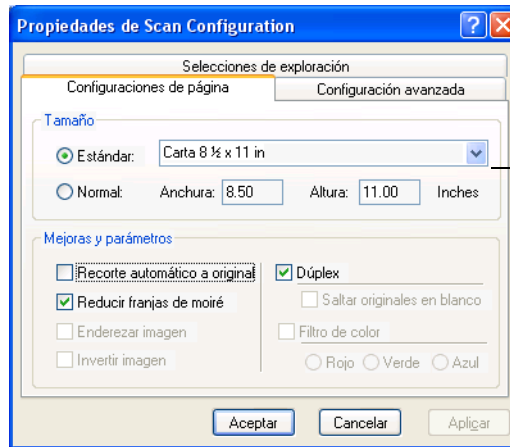 Propiedades de Scan Configuration
Selecciones de exploración
Configuraciones de página
Configuración avanzada
Tamaño
Estándar:
Carta 8 ½ x 11 in
Normal:
Anchura: 8.50
Altura: 11.00
Inches
Mejoras y parámetros
Recorte automático a original
Reducir franjas de moiré
Enderezar imagen
Invertir imagen
Dúplex
Saltar originales en blanco
Filtro de color
Rojo
Verde
Azul
Aceptar
Cancelar
Aplicar